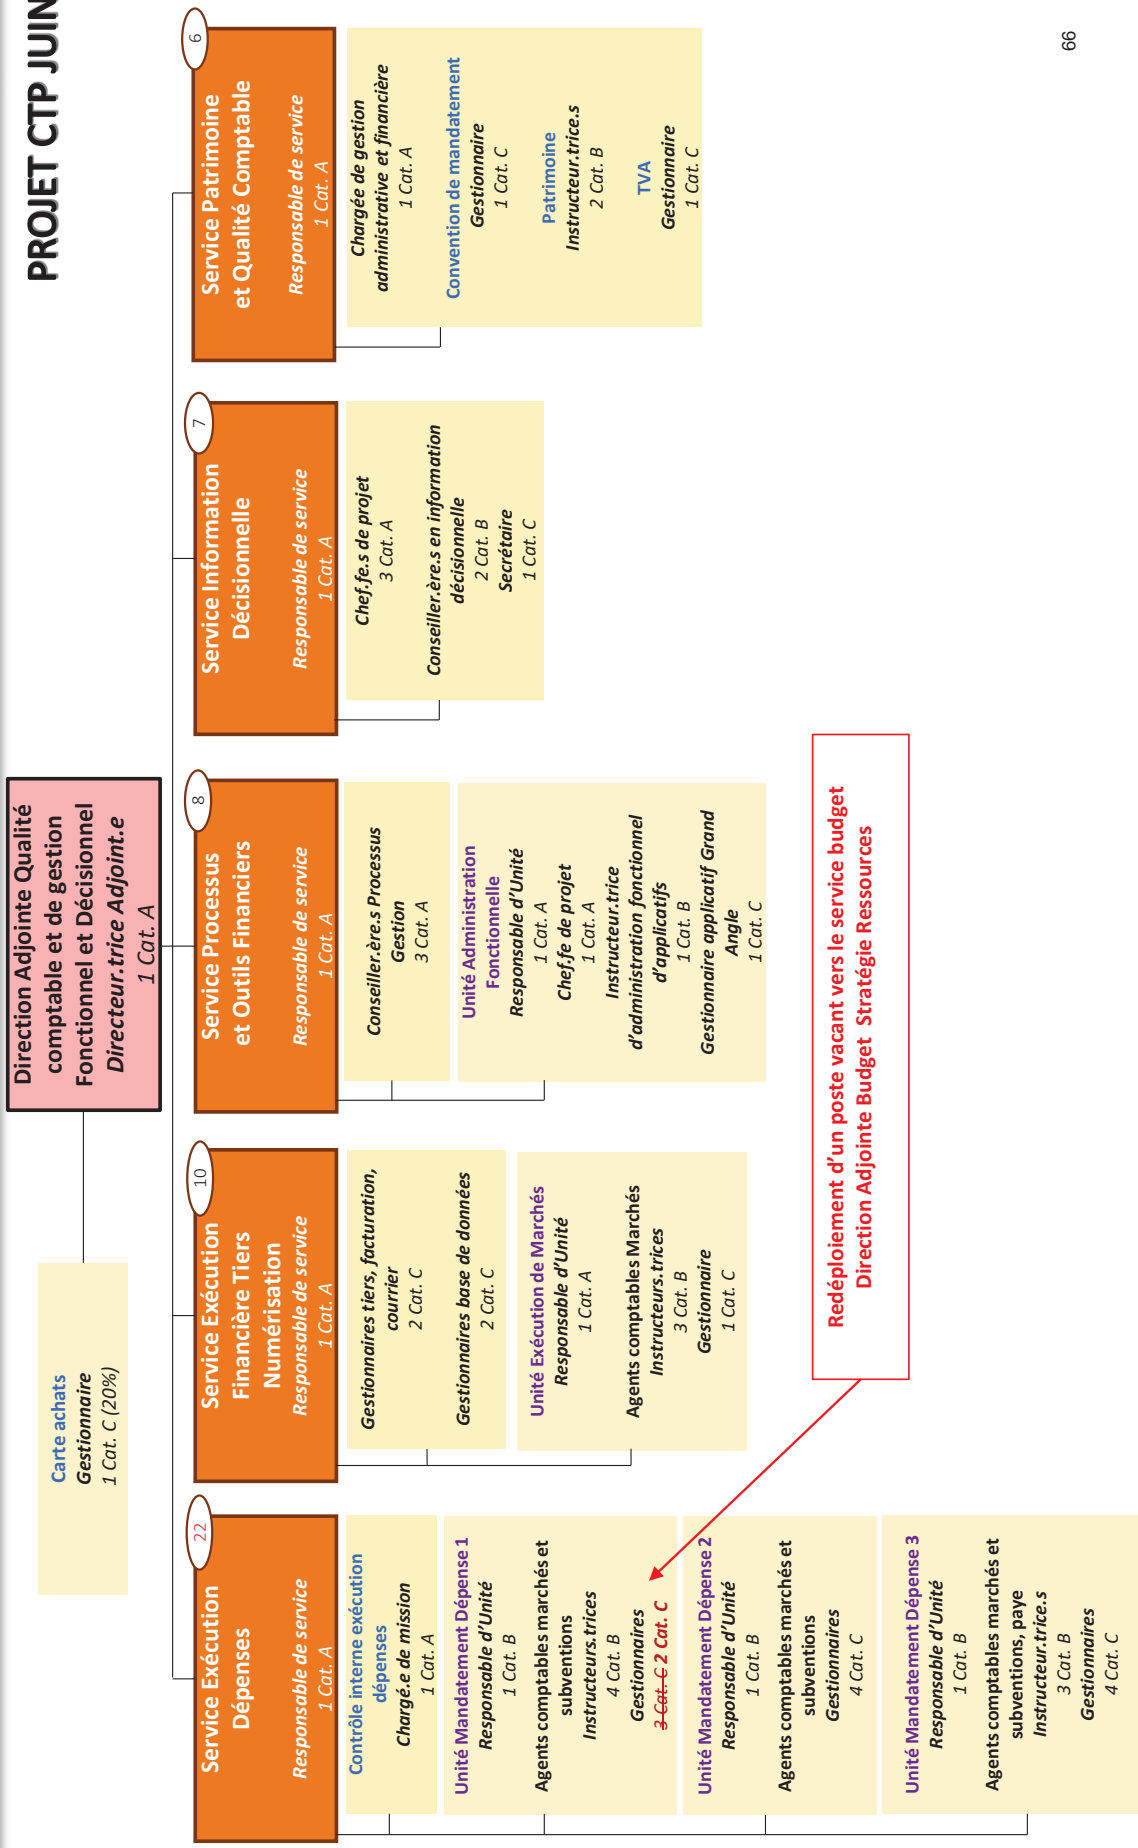 PROJET CTP JUIN
Direction Adjointe Qualité
comptable et de gestion
Fonctionnel et Décisionnel
Directeur.trice Adjoint.e
1 Cat. A
Carte achats
Gestionnaire
1 Cat. C (20%)
22
Service Exécution
Dépenses
Responsable de service
1 Cat. A
Contrôle interne exécution
dépenses
Chargé.e de mission
1 Cat. A
Unité Mandatement Dépense 1
Responsable d'Unité
1 Cat. B
Agents comptables marchés et
subventions
Instructeurs.trices
4 Cat. B
Gestionnaires
3 Cat. C 2 Cat. C
Unité Mandatement Dépense 2
Responsable d'Unité
1 Cat. B
Agents comptables marchés et
subventions
Gestionnaires
4 Cat. C
Unité Mandatement Dépense 3
Responsable d'Unité
1 Cat. B
Agents comptables marchés et
subventions, paye
Instructeur.trice.s
3 Cat. B
Gestionnaires
4 Cat. C
10
Service Exécution
Financière Tiers
Numérisation
Responsable de service
1 Cat. A
Gestionnaires tiers, facturation,
courrier
2 Cat. C
Gestionnaires base de données
2 Cat. C
Unité Exécution de Marchés
Responsable d'Unité
1 Cat. A
Agents comptables Marchés
Instructeurs.trices
3 Cat. B
Gestionnaire
1 Cat. C
8
Service Processus
et Outils Financiers
Responsable de service
1 Cat. A
Conseiller.ère.s Processus
Gestion
3 Cat. A
Unité Administration
Fonctionnelle
Responsable d'Unité
1 Cat. A
Chef.fe de projet
1 Cat. A
Instructeur.trice
d'administration fonctionnel
d'applicatifs
1 Cat. B
Gestionnaire applicatif Grand
Angle
1 Cat. C
7
Service Information
Décisionnelle
Responsable de service
1 Cat. A
Chef.fe.s de projet
3 Cat. A
Conseiller.ère.s en information
décisionnelle
2 Cat. B
Secrétaire
1 Cat. C
6
Service Patrimoine
et Qualité Comptable
Responsable de service
1 Cat. A
Chargée de gestion
administrative et financière
1 Cat. A
Convention de mandatement
Gestionnaire
1 Cat. C
Patrimoine
Instructeur.trice.s
2 Cat. B
TVA
Gestionnaire
1 Cat. C
Redéploiement d'un poste vacant vers le service budget
Direction Adjointe Budget Stratégie Ressources
66